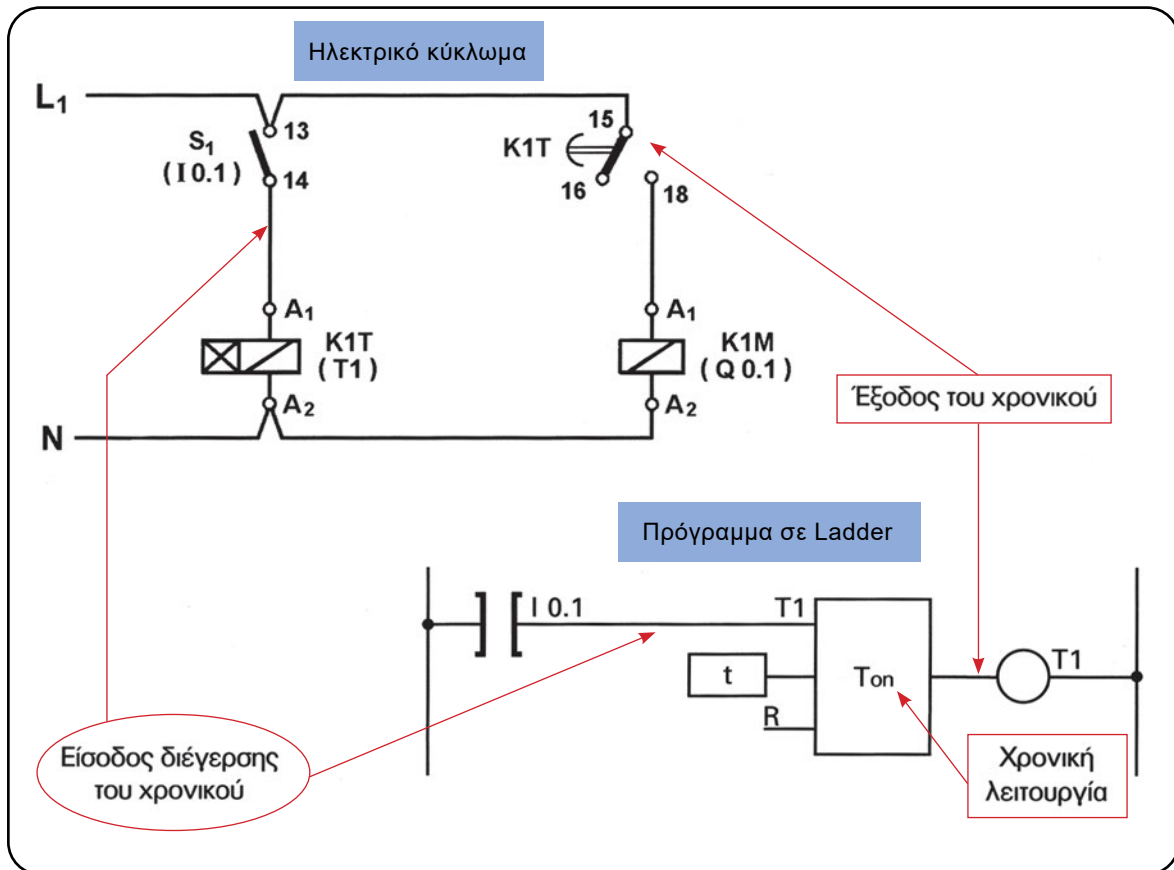 Ηλεκτρικό κύκλωμα
L1
13
S1
( I 0.1 )
14
15
K1T
16
18
A1
K1T
( T1 )
A2
A1
K1M
( Q 0.1 )
A2
N
Έξοδος του χρονικού
Πρόγραμμα σε Ladder
I 0.1
T1
t
Ton
T1
R
Είσοδος διέγερσης
του χρονικού
Χρονική
λειτουργία